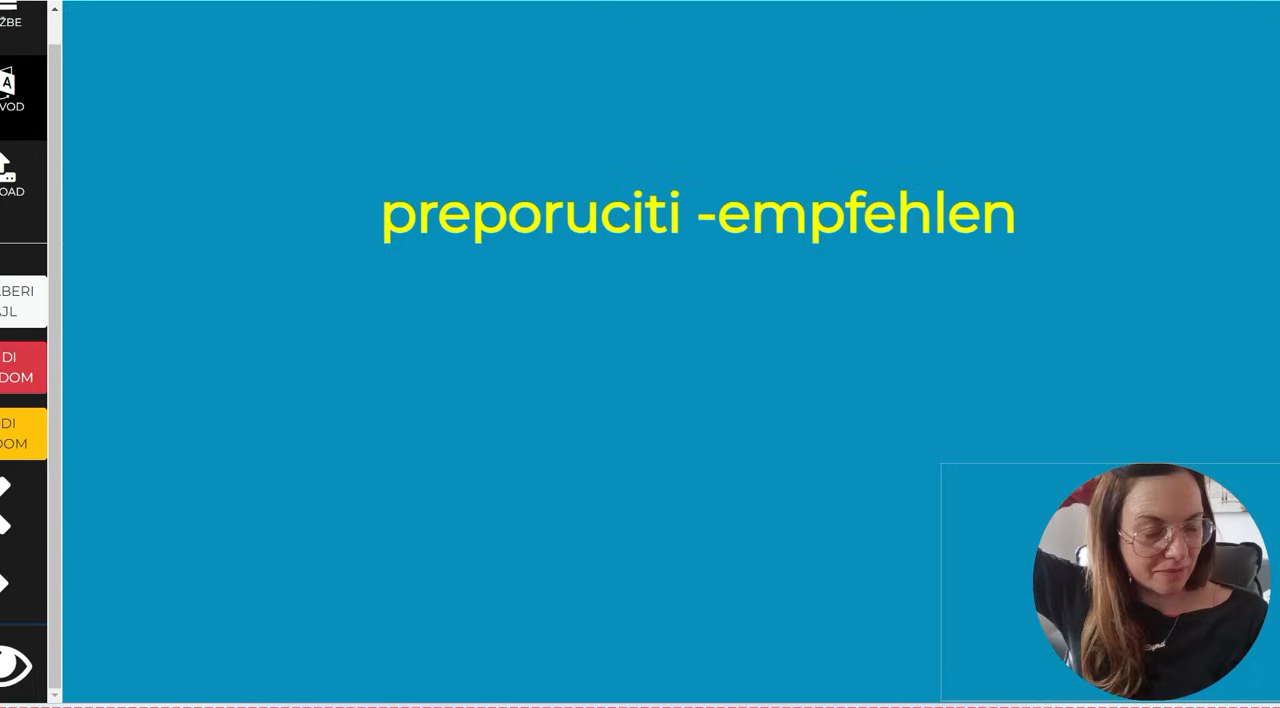 ŽBE
A
VOD
OAD
preporuciti -empfehlen
BERI
JL
DI
DOM
DI
DOM